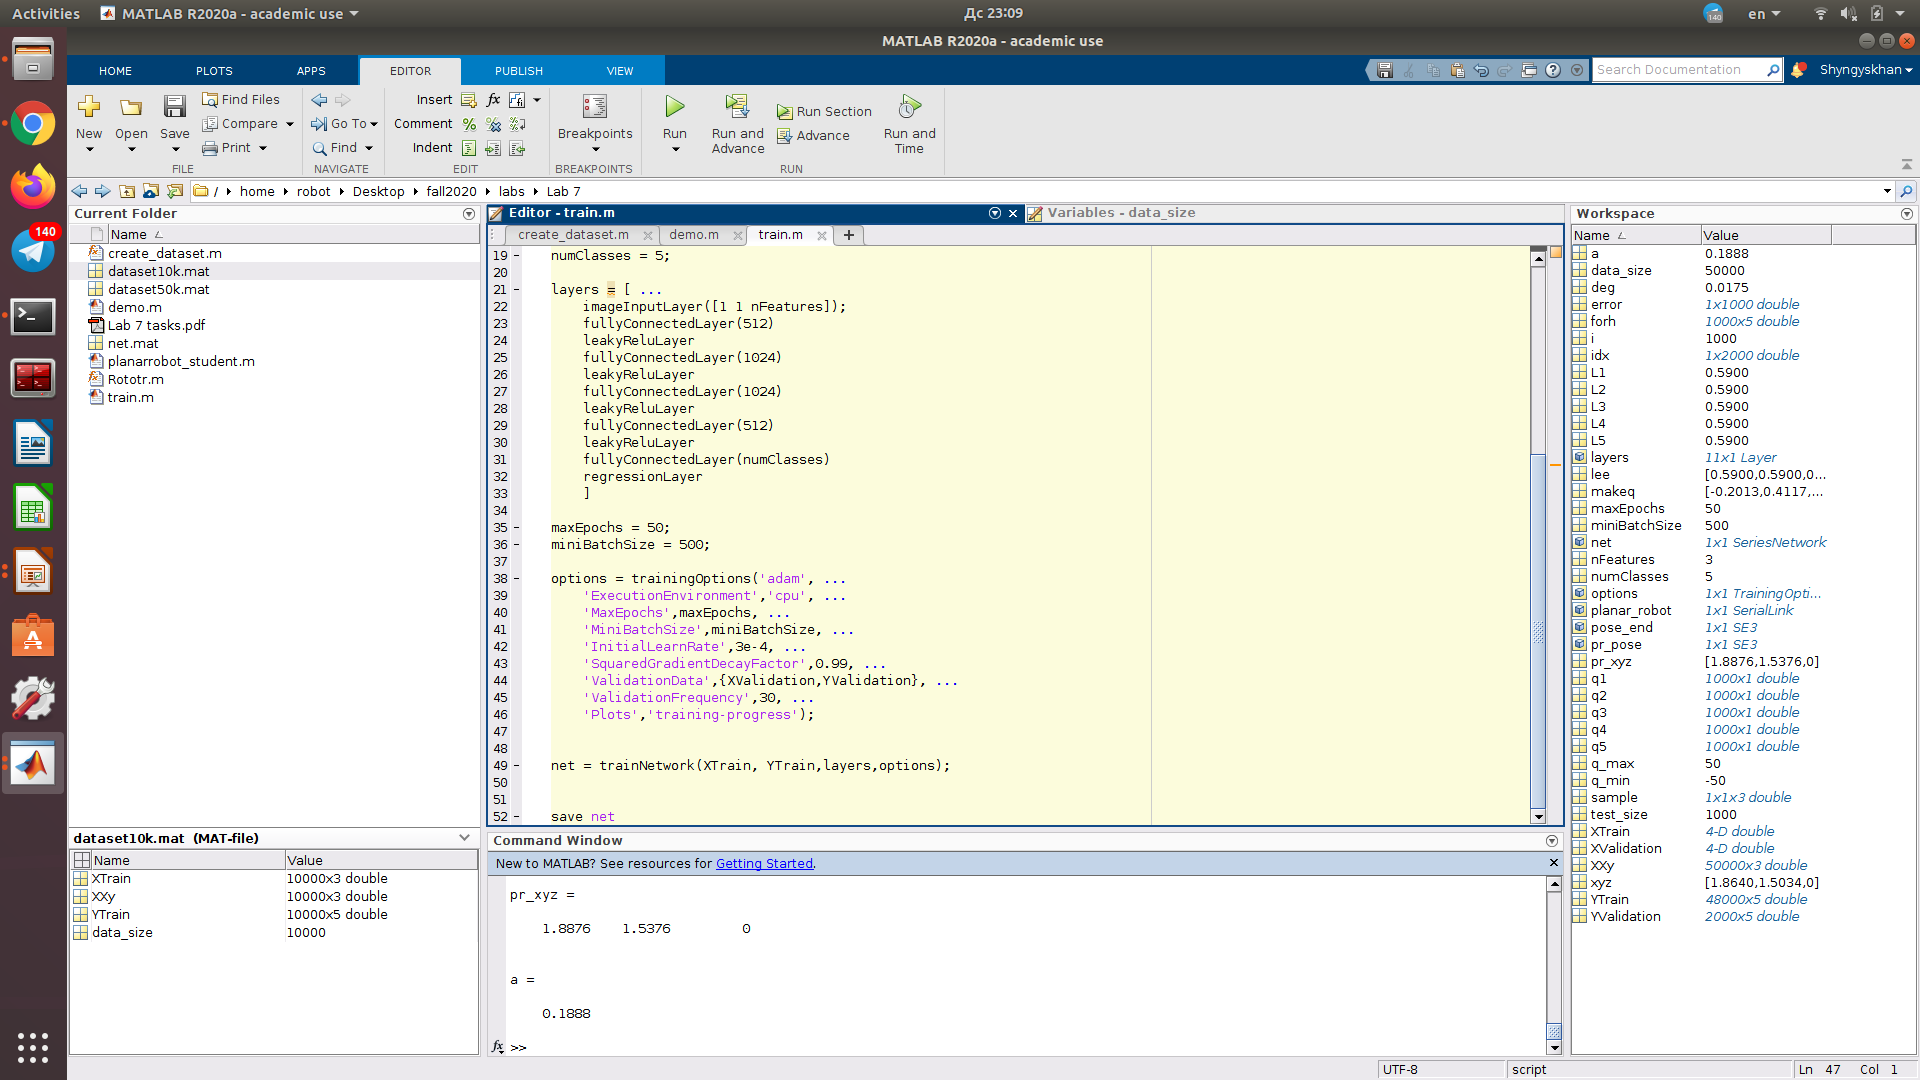 Activities
MATLAB R2020a - academic use
Дс 23:09
140
en
MATLAB R2020a - academic use
HOME
PLOTS
APPS
EDITOR
PUBLISH
VIEW
Search Documentation
Shyngyskhan
New
Open
Save
Find Files
Compare
Print
FILE
Go To
Find
NAVIGATE
Insert
Comment
Indent
EDIT
Breakpoints
BREAKPOINTS
Run
Run and Advance
Run Section
Advance
Run and Time
RUN
/ home robot Desktop fall2020 labs Lab 7
Current Folder
Name
create_dataset.m
dataset10k.mat
dataset50k.mat
demo.m
Lab 7 tasks.pdf
net.mat
planarrobot_student.m
Rototr.m
train.m
dataset10k.mat (MAT-file)
Name Value
XTrain 10000x3 double
XXy 10000x3 double
YTrain 10000x5 double
data_size 10000
Editor - train.m
Variables - data_size
create_dataset.m
demo.m
train.m
19 - numClasses = 5;
20
21 - layers = [ ...
22 imageInputLayer([1 1 nFeatures]);
23 fullyConnectedLayer(512)
24 leakyReluLayer
25 fullyConnectedLayer(1024)
26 leakyReluLayer
27 fullyConnectedLayer(1024)
28 leakyReluLayer
29 fullyConnectedLayer(512)
30 leakyReluLayer
31 fullyConnectedLayer(numClasses)
32 regressionLayer
33 ]
34
35 - maxEpochs = 50;
36 - miniBatchSize = 500;
37
38 - options = trainingOptions('adam', ...
39 'ExecutionEnvironment','cpu', ...
40 'MaxEpochs',maxEpochs, ...
41 'MiniBatchSize',miniBatchSize, ...
42 'InitialLearnRate',3e-4, ...
43 'SquaredGradientDecayFactor',0.99, ...
44 'ValidationData',{XValidation,YValidation}, ...
45 'ValidationFrequency',30, ...
46 'Plots','training-progress');
47
48
49 - net = trainNetwork(XTrain, YTrain,layers,options);
50
51
52 - save net
Command Window
New to MATLAB? See resources for Getting Started.
pr_xyz =
1.8876 1.5376 0
a =
0.1888
fx >>
Workspace
Name Value
a 0.1888
data_size 50000
deg 0.0175
error 1x1000 double
forh 1000x5 double
i 1000
idx 1x2000 double
L1 0.5900
L2 0.5900
L3 0.5900
L4 0.5900
L5 0.5900
layers 11x1 Layer
lee [0.5900,0.5900,0...
makeq [-0.2013,0.4117,...
maxEpochs 50
miniBatchSize 500
net 1x1 SeriesNetwork
nFeatures 3
numClasses 5
options 1x1 TrainingOpti...
planar_robot 1x1 SerialLink
pose_end 1x1 SE3
pr_pose 1x1 SE3
pr_xyz [1.8876,1.5376,0]
q1 1000x1 double
q2 1000x1 double
q3 1000x1 double
q4 1000x1 double
q5 1000x1 double
q_max 50
q_min -50
sample 1x1x3 double
test_size 1000
XTrain 4-D double
XValidation 4-D double
XXy 50000x3 double
xyz [1.8640,1.5034,0]
YTrain 48000x5 double
YValidation 2000x5 double
UTF-8
script
Ln 47 Col 1